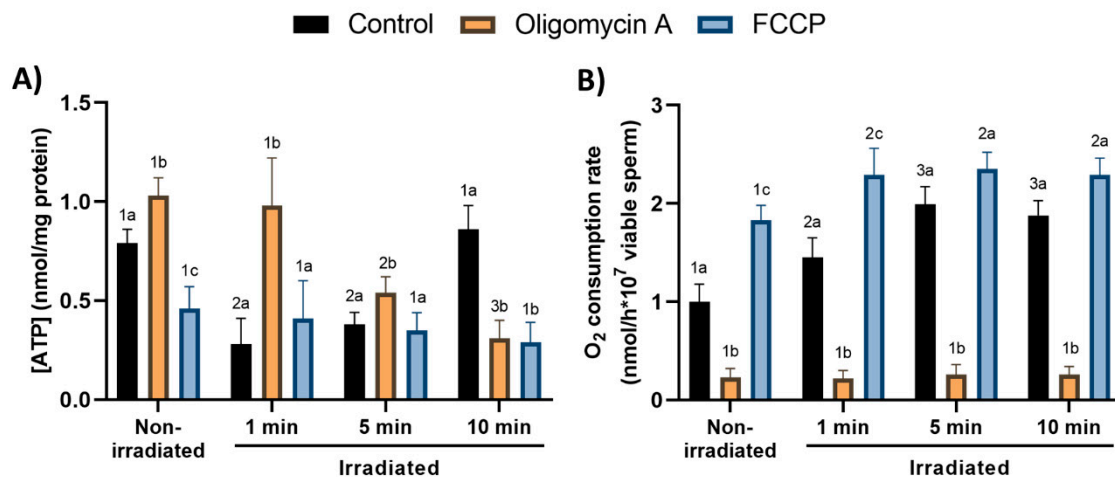 Control Oligomycin A FCCP
A)
[ATP] (nmol/mg protein)
1.5
1.0
0.5
0.0
1a 1b 1c
2a 1b 1a
2a 2b 1a
1a 3b 1b
Non-
irradiated
1 min 5 min 10 min
Irradiated
B)
O₂ consumption rate
(nmol/h*10⁷ viable sperm)
3
2
1
0
1a 1b 1c
2a 1b 2c
3a 1b 2a
3a 1b 2a
Non-
irradiated
1 min 5 min 10 min
Irradiated